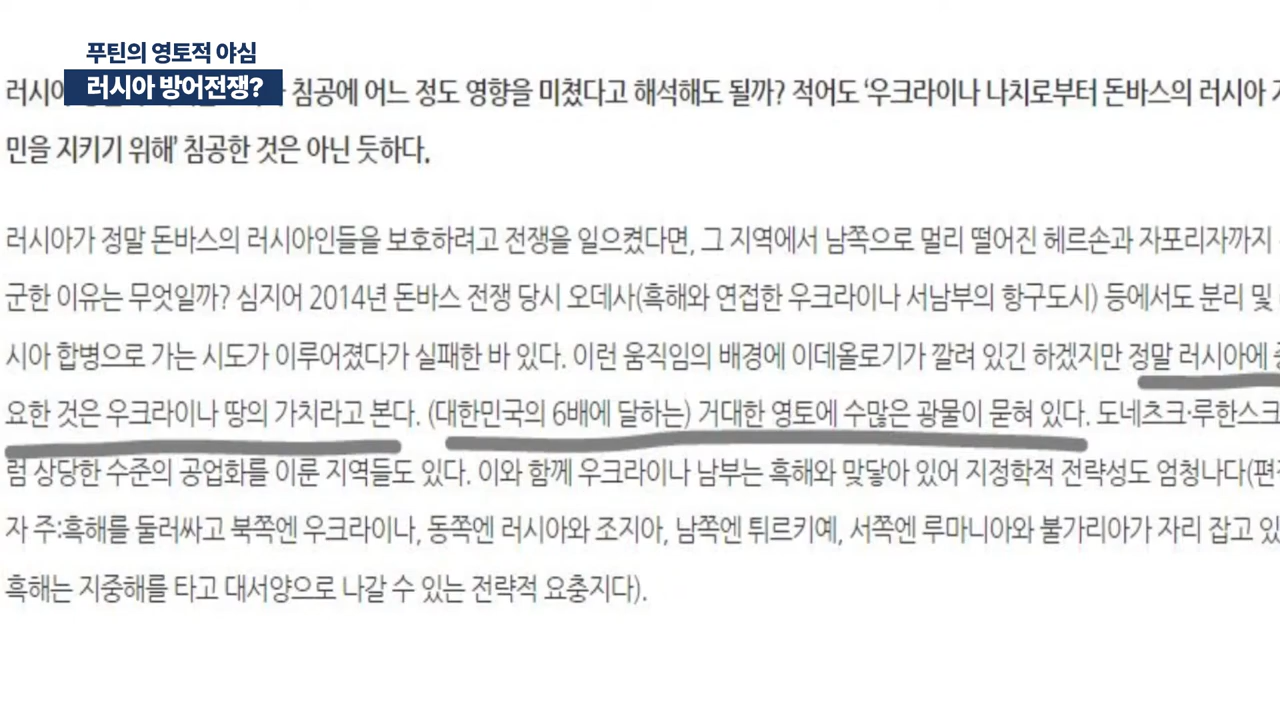 푸틴의 영토적 야심
러시아 방어전쟁?
침공에 어느 정도 영향을 미쳤다고 해석해도 될까? 적어도 ‘우크라이나 나치로부터 돈바스의 러시아
민을 지키기 위해’ 침공한 것은 아닌 듯하다.
러시아가 정말 돈바스의 러시아인들을 보호하려고 전쟁을 일으켰다면, 그 지역에서 남쪽으로 멀리 떨어진 헤르손과 자포리자까지
군한 이유는 무엇일까? 심지어 2014년 돈바스 전쟁 당시 오데사(흑해와 연접한 우크라이나 서남부의 항구도시) 등에서도 분리 및
시아 합병으로 가는 시도가 이루어졌다가 실패한 바 있다. 이런 움직임의 배경에 이데올로기가 깔려 있긴 하겠지만 정말 러시아에
요한 것은 우크라이나 땅의 가치라고 본다. (대한민국의 6배에 달하는) 거대한 영토에 수많은 광물이 묻혀 있다. 도네츠크·루한스크
럼 상당한 수준의 공업화를 이룬 지역들도 있다. 이와 함께 우크라이나 남부는 흑해와 맞닿아 있어 지정학적 전략성도 엄청나다(편
자 주:흑해를 둘러싸고 북쪽엔 우크라이나, 동쪽엔 러시아와 조지아, 남쪽엔 튀르키예, 서쪽엔 루마니아와 불가리아가 자리 잡고 있
흑해는 지중해를 타고 대서양으로 나갈 수 있는 전략적 요충지다).